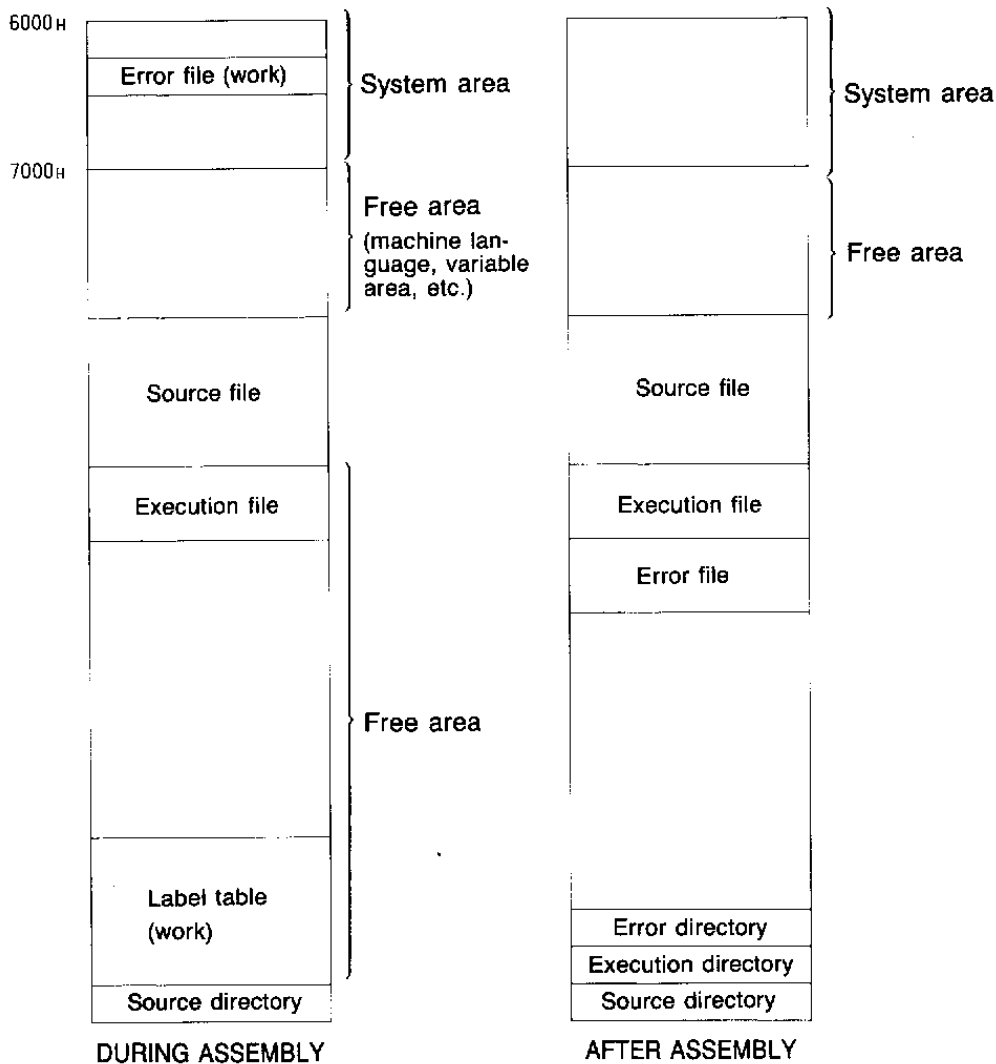 6000H
Error file (work)
System area
7000H
Free area
(machine lan-
guage, variable
area, etc.)
Source file
Execution file
Free area
Label table
(work)
Source directory
DURING ASSEMBLY
System area
Free area
Source file
Execution file
Error file
Error directory
Execution directory
Source directory
AFTER ASSEMBLY